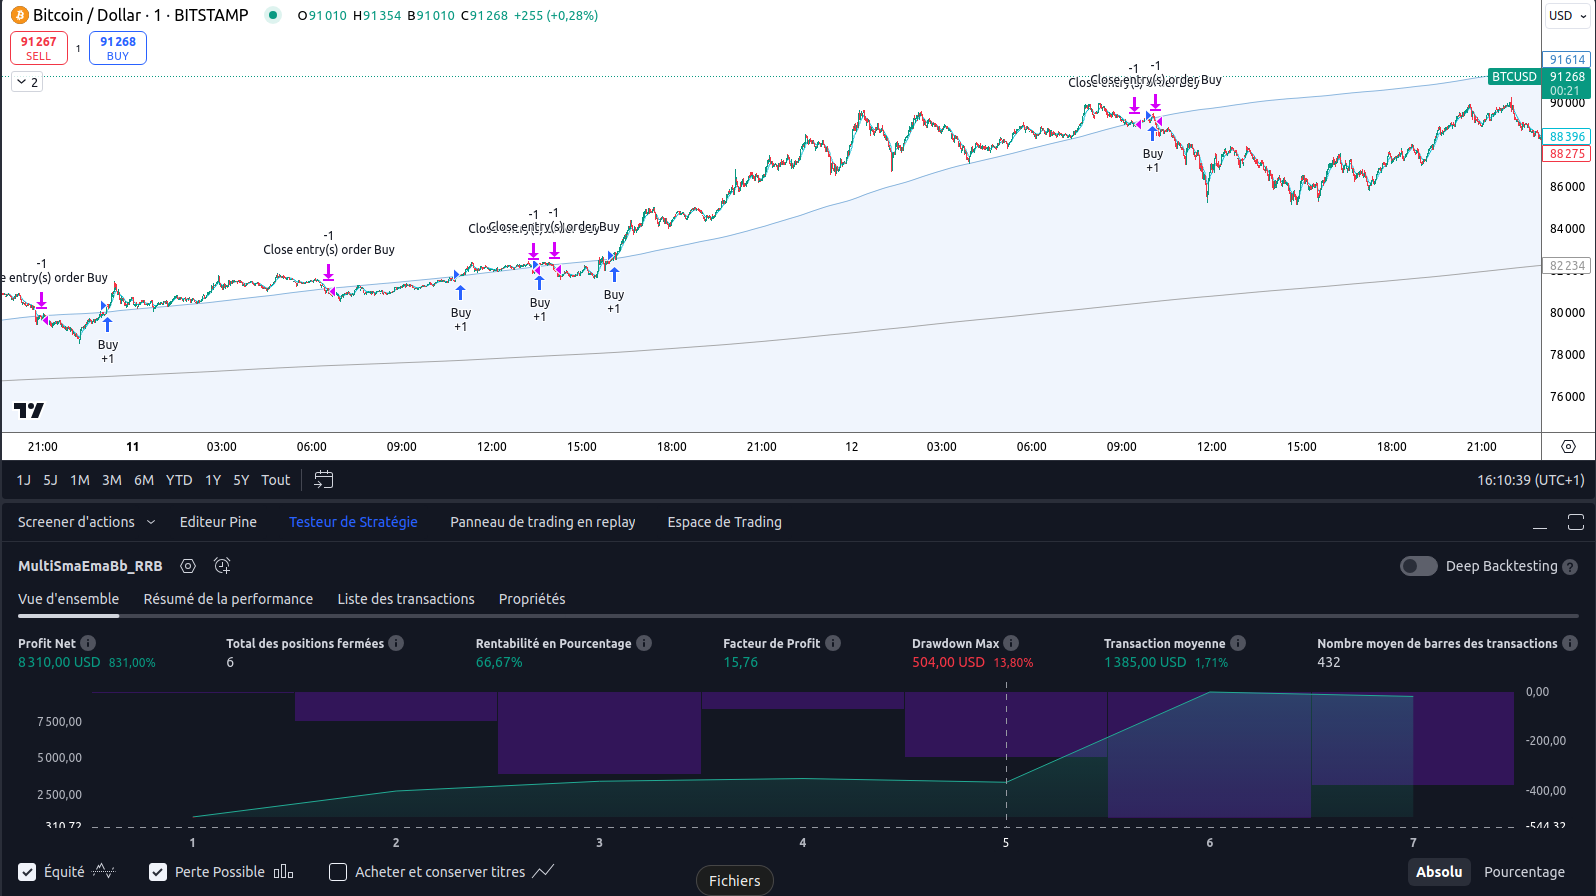 Bitcoin / Dollar · 1 · BITSTAMP
O91010 H91354 B91010 C91268 +255 (+0,28%)
USD
91267
SELL
1
91268
BUY
2
91614
BTCUSD 91268
00:21
90000
88396
88275
86000
84000
82234
80000
78000
76000
-1
e entry(s) order Buy
Buy
+1
-1
Close entry(s) order Buy
Buy
+1
-1
-1
Close entry(s) order Buy
Buy
+1
Buy
+1
-1
-1
Close entry(s) order Buy
Buy
+1
21:00 11 03:00 06:00 09:00 12:00 15:00 18:00 21:00 12 03:00 06:00 09:00 12:00 15:00 18:00 21:00
1J 5J 1M 3M 6M YTD 1Y 5Y Tout
16:10:39 (UTC+1)
Screener d'actions Editeur Pine Testeur de Stratégie Panneau de trading en replay Espace de Trading
MultiSmaEmaBb_RRB
Deep Backtesting ?
Vue d'ensemble Résumé de la performance Liste des transactions Propriétés
Profit Net Total des positions fermées Rentabilité en Pourcentage Facteur de Profit Drawdown Max Transaction moyenne Nombre moyen de barres des transactions
8310,00 USD 831,00% 6 66,67% 15,76 504,00 USD 13,80% 1385,00 USD 1,71% 432
7500,00
5000,00
2500,00
310,72
0,00
-200,00
-400,00
-544,32
1 2 3 4 5 6 7
Équité Perte Possible Acheter et conserver titres
Fichiers
Absolu Pourcentage